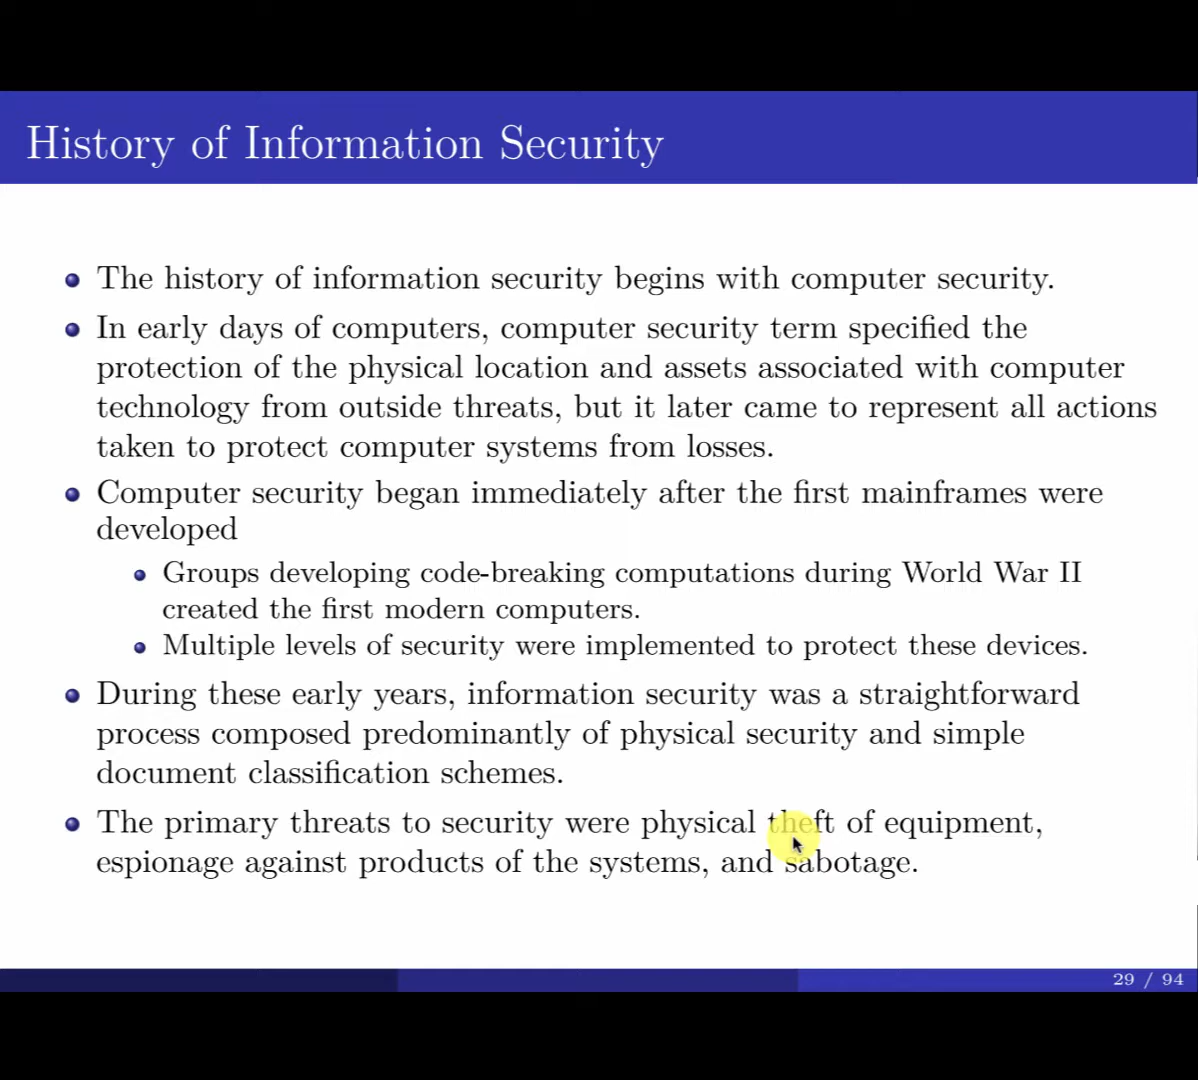 History of Information Security
The history of information security begins with computer security.
In early days of computers, computer security term specified the
protection of the physical location and assets associated with computer
technology from outside threats, but it later came to represent all actions
taken to protect computer systems from losses.
Computer security began immediately after the first mainframes were
developed
Groups developing code-breaking computations during World War II
created the first modern computers.
Multiple levels of security were implemented to protect these devices.
During these early years, information security was a straightforward
process composed predominantly of physical security and simple
document classification schemes.
The primary threats to security were physical theft of equipment,
espionage against products of the systems, and sabotage.
29 / 94